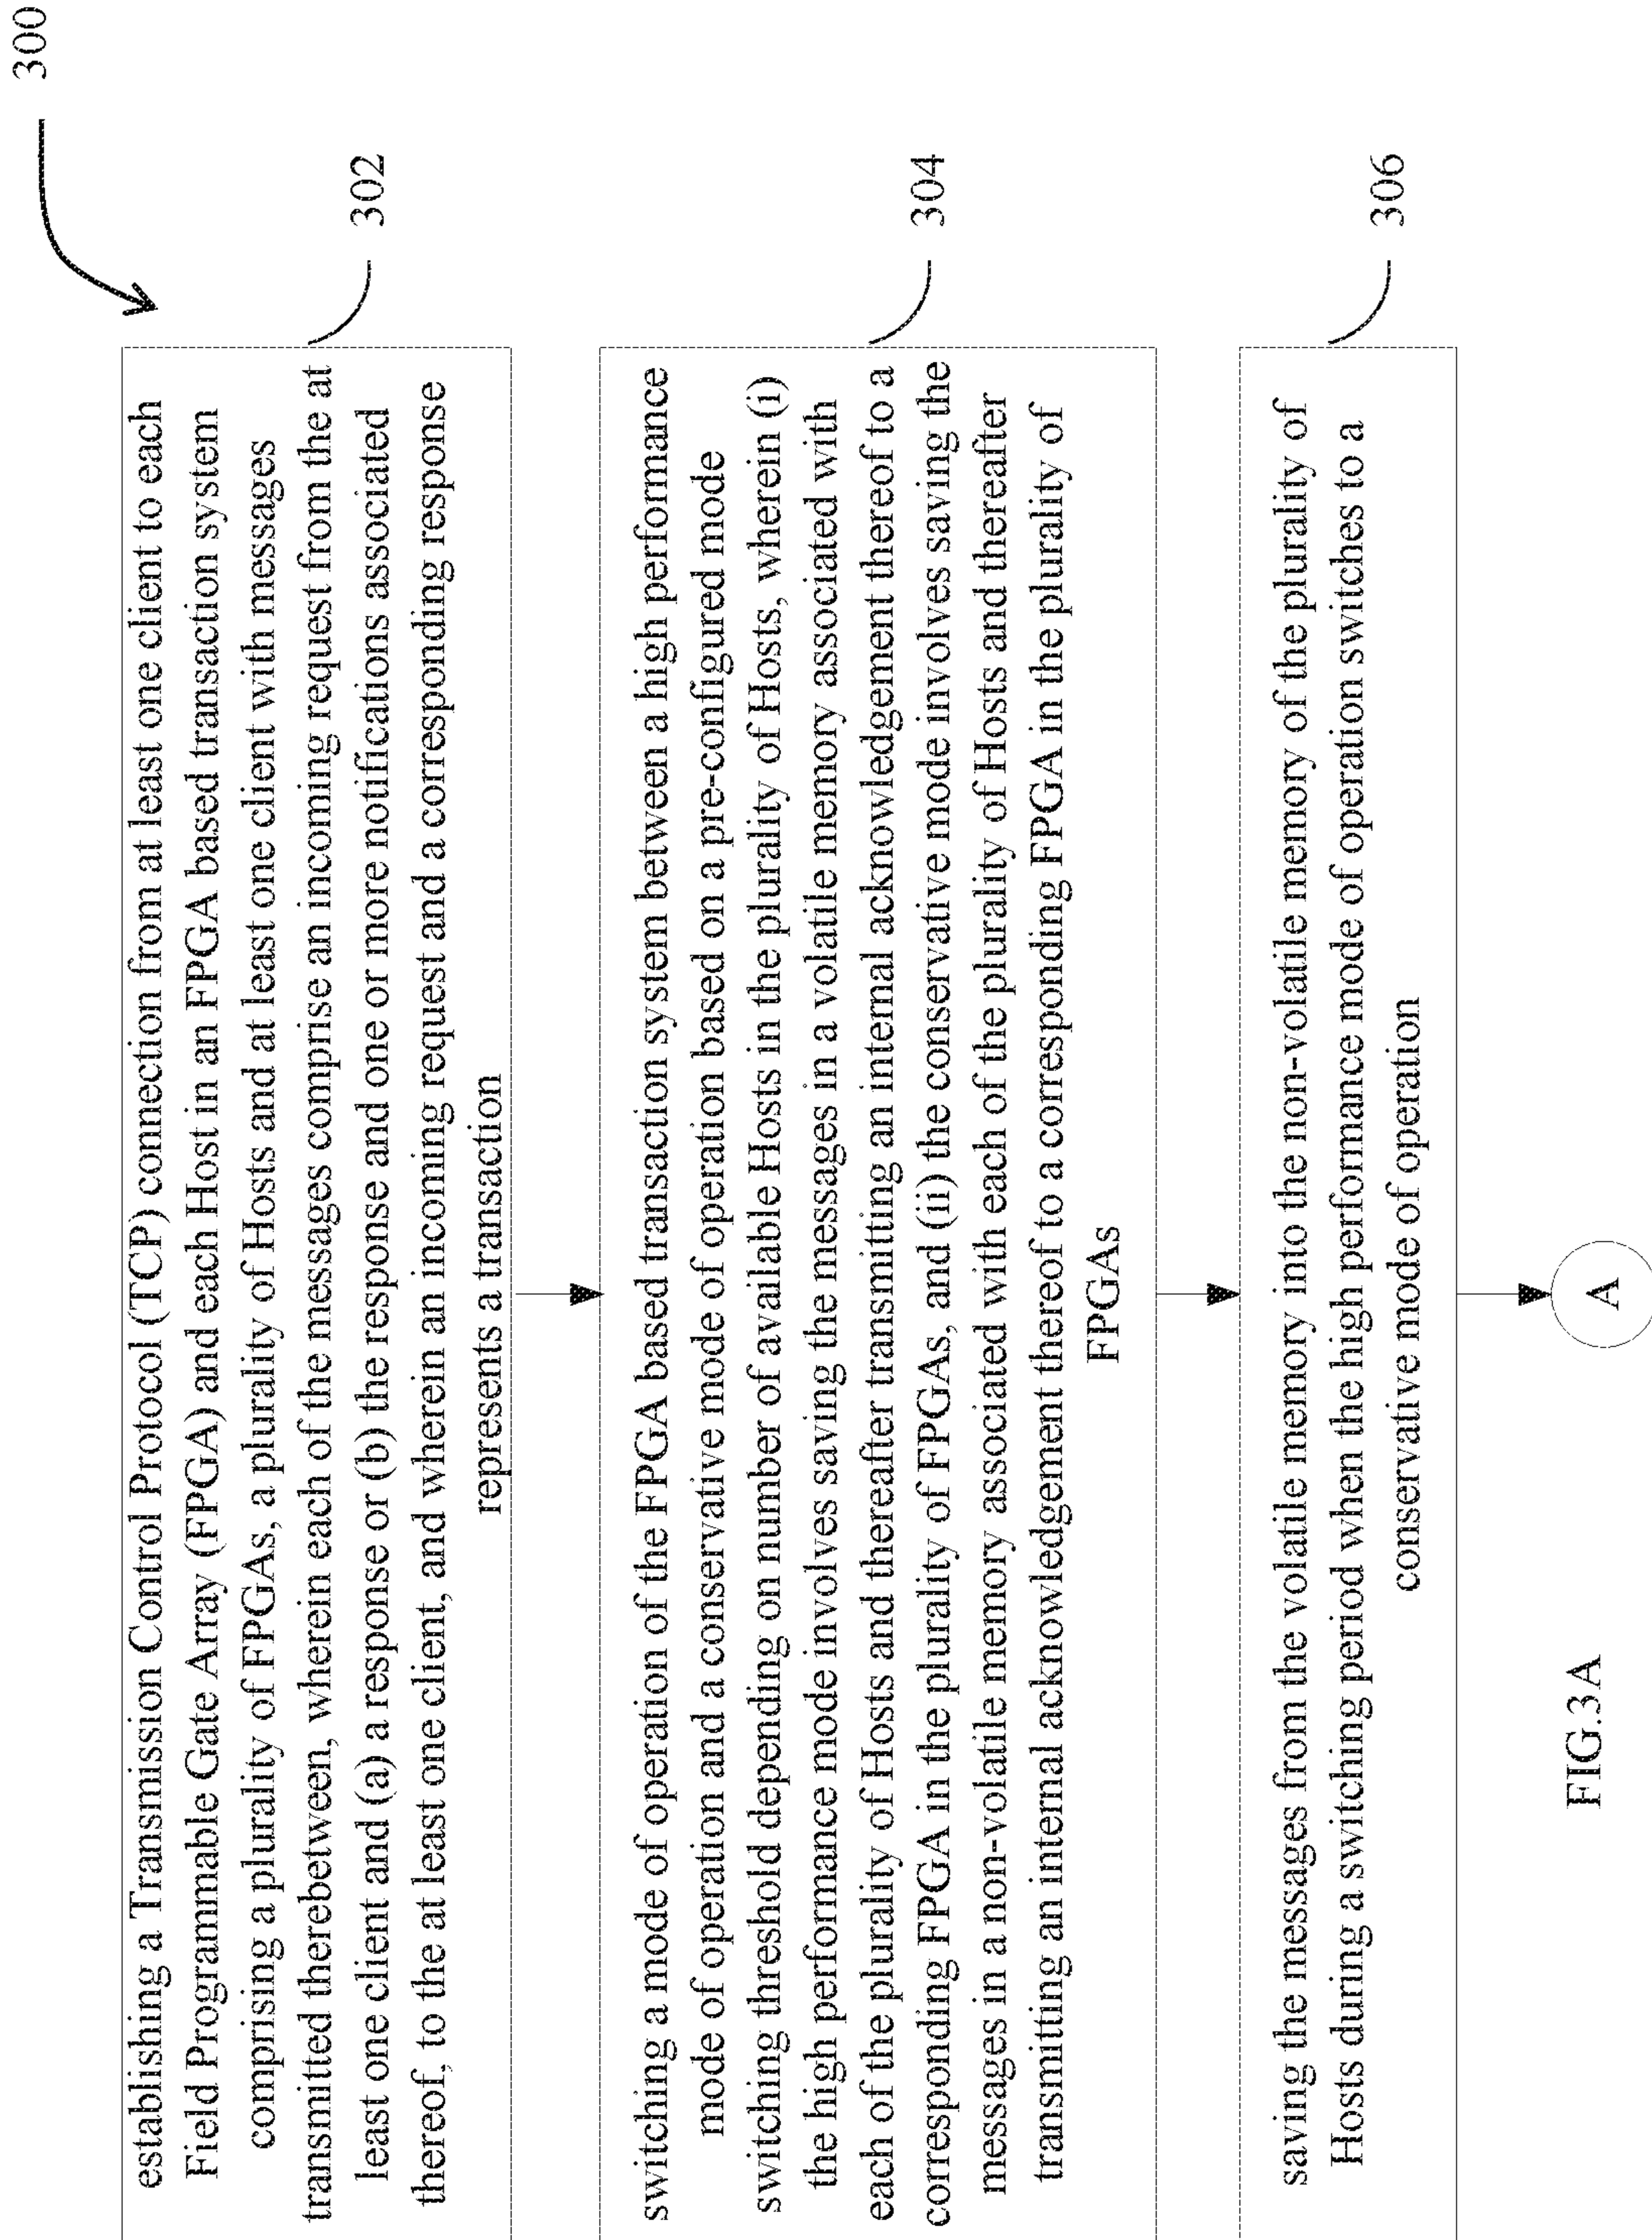 300
establishing a Transmission Control Protocol (TCP) connection from at least one client to each
Field Programmable Gate Array (FPGA) and each Host in an FPGA based transaction system
comprising a plurality of FPGAs, a plurality of Hosts and at least one client with messages
transmitted therebetween, wherein each of the messages comprise an incoming request from the at
least one client and (a) a response or (b) the response and one or more notifications associated
thereof, to the at least one client, and wherein an incoming request and a corresponding response
represents a transaction
302
switching a mode of operation of the FPGA based transaction system between a high performance
mode of operation and a conservative mode of operation based on a pre-configured mode
switching threshold depending on number of available Hosts in the plurality of Hosts, wherein (i)
the high performance mode involves saving the messages in a volatile memory associated with
each of the plurality of Hosts and thereafter transmitting an internal acknowledgement thereof to a
corresponding FPGA in the plurality of FPGAs, and (ii) the conservative mode involves saving the
messages in a non-volatile memory associated with each of the plurality of Hosts and thereafter
transmitting an internal acknowledgement thereof to a corresponding FPGA in the plurality of
FPGAs
304
saving the messages from the volatile memory into the non-volatile memory of the plurality of
Hosts during a switching period when the high performance mode of operation switches to a
conservative mode of operation
306
A
FIG.3A